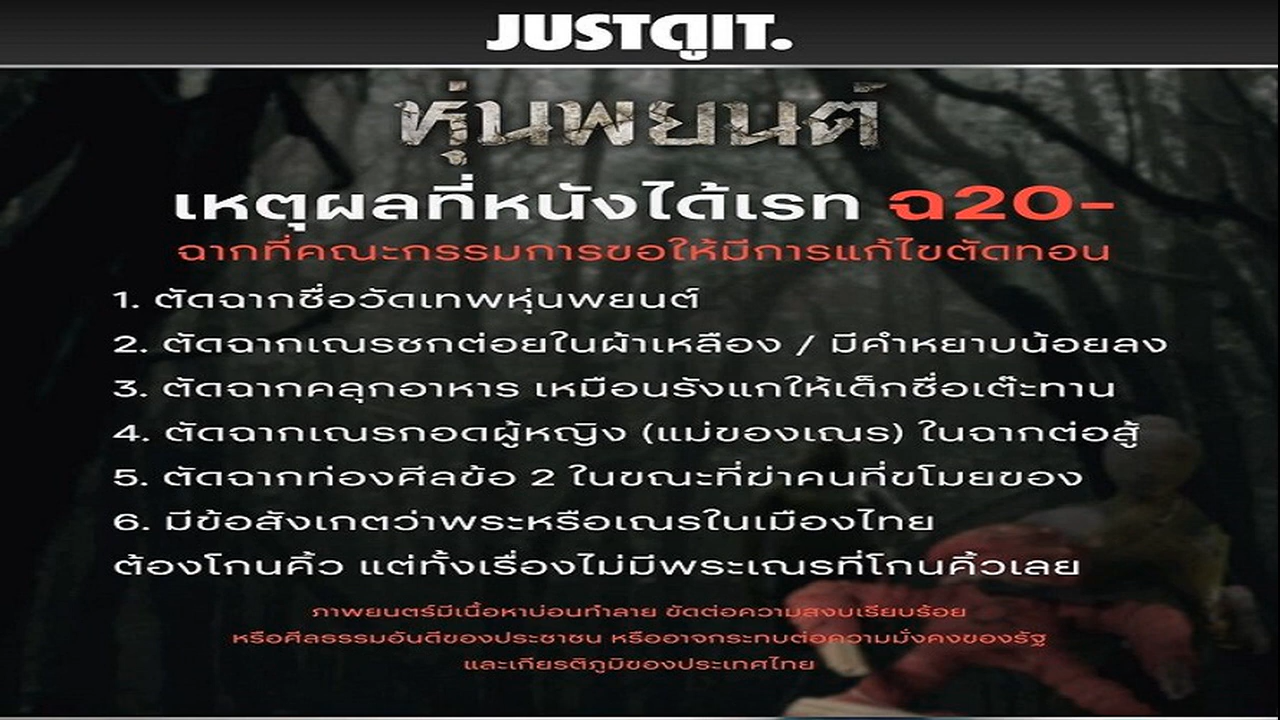 JUSTดูIT.
หุ่นพยนต์
เหตุผลที่หนังได้เรท ฉ20-
ฉากที่คณะกรรมการขอให้มีการแก้ไขตัดทอน
1. ตัดฉากชื่อวัดเทพหุ่นพยนต์
2. ตัดฉากเณรชกต่อยในผ้าเหลือง / มีคำหยาบน้อยลง
3. ตัดฉากคลุกอาหาร เหมือนรังแกให้เด็กชื่อเต๊ะทาน
4. ตัดฉากเณรกอดผู้หญิง (แม่ของเณร) ในฉากต่อสู้
5. ตัดฉากท่องศีลข้อ 2 ในขณะที่ฆ่าคนที่ขโมยของ
6. มีข้อสังเกตว่าพระหรือเณรในเมืองไทย
ต้องโกนคิ้ว แต่ทั้งเรื่องไม่มีพระเณรที่โกนคิ้วเลย
ภาพยนตร์มีเนื้อหาบ่อนทำลาย ขัดต่อความสงบเรียบร้อย
หรือศีลธรรมอันดีของประชาชน หรืออาจกระทบต่อความมั่งคงของรัฐ
และเกียรติภูมิของประเทศไทย